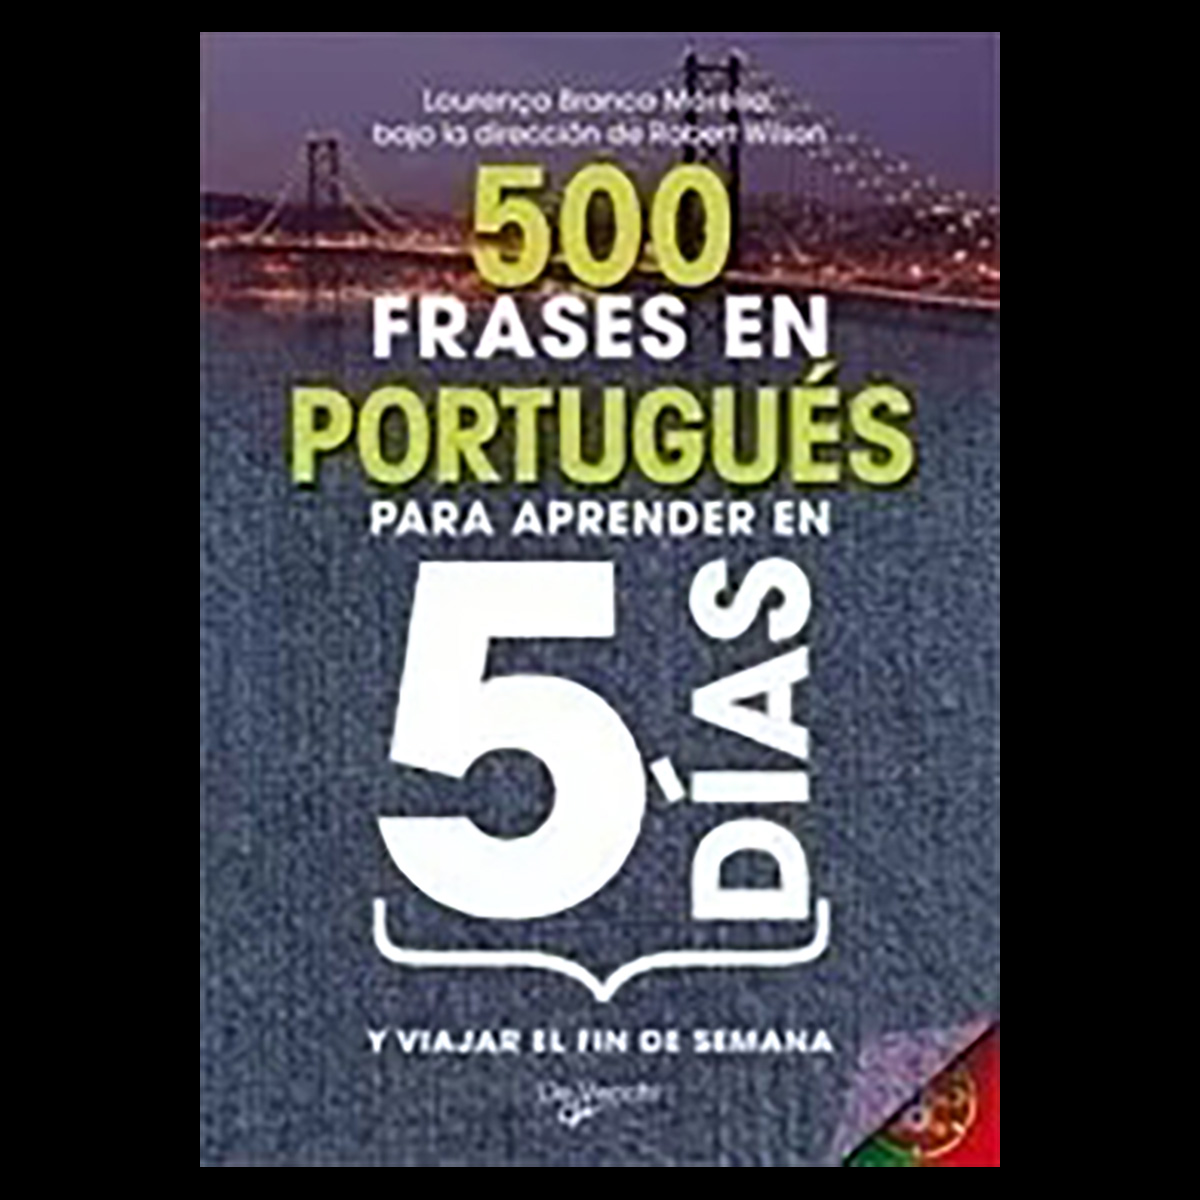 Lourenço Branco Morello,
bajo la dirección de Robert Wilson
500
FRASES EN
PORTUGUÉS
PARA APRENDER EN
5 DÍAS
Y VIAJAR EL FIN DE SEMANA
De Vecchi